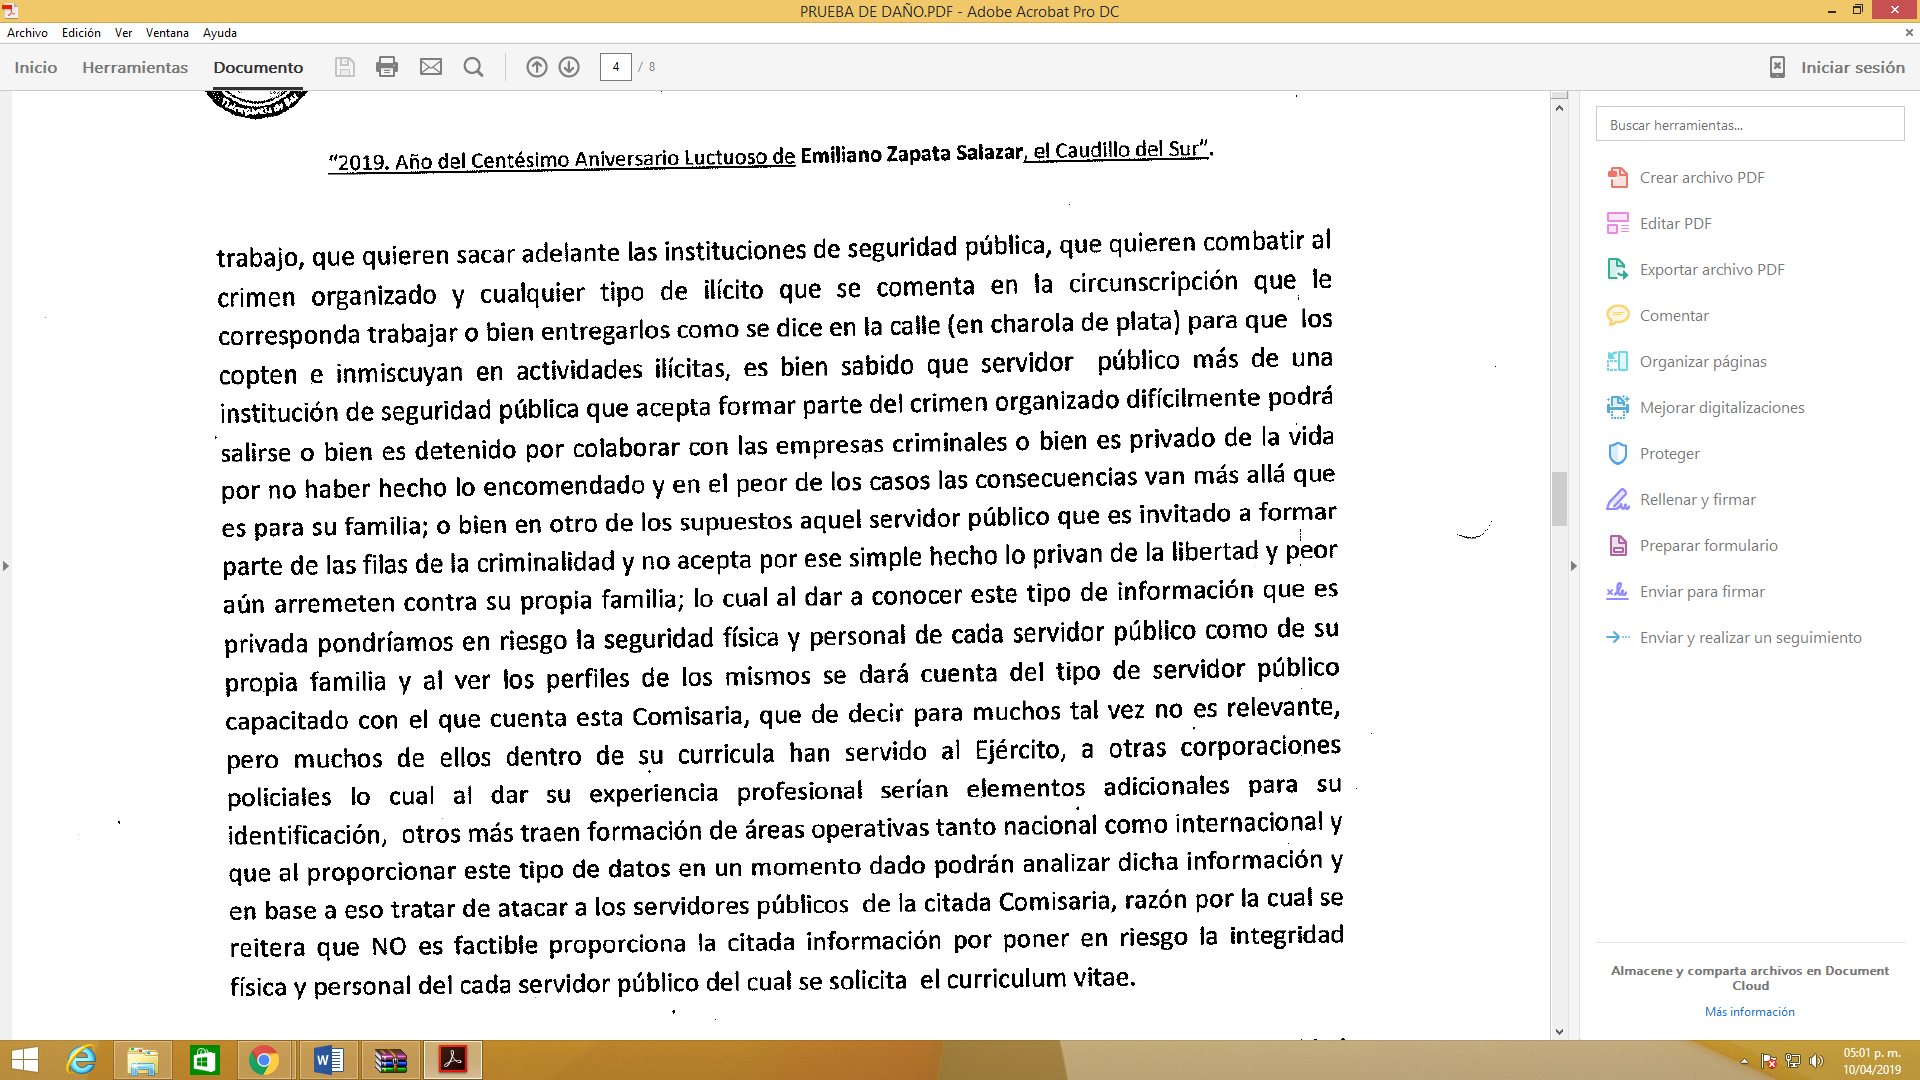 PRUEBA DE DAÑO.PDF - Adobe Acrobat Pro DC
Archivo Edición Ver Ventana Ayuda
Inicio Herramientas Documento 4 / 8 Iniciar sesión
“2019. Año del Centésimo Aniversario Luctuoso de Emiliano Zapata Salazar, el Caudillo del Sur”.
trabajo, que quieren sacar adelante las instituciones de seguridad pública, que quieren combatir al
crimen organizado y cualquier tipo de ilícito que se comenta en la circunscripción que le
corresponda trabajar o bien entregarlos como se dice en la calle (en charola de plata) para que los
copten e inmiscuyan en actividades ilícitas, es bien sabido que servidor público más de una
institución de seguridad pública que acepta formar parte del crimen organizado difícilmente podrá
salirse o bien es detenido por colaborar con las empresas criminales o bien es privado de la vida
por no haber hecho lo encomendado y en el peor de los casos las consecuencias van más allá que
es para su familia; o bien en otro de los supuestos aquel servidor público que es invitado a formar
parte de las filas de la criminalidad y no acepta por ese simple hecho lo privan de la libertad y peor
aún arremeten contra su propia familia; lo cual al dar a conocer este tipo de información que es
privada pondríamos en riesgo la seguridad física y personal de cada servidor público como de su
propia familia y al ver los perfiles de los mismos se dará cuenta del tipo de servidor público
capacitado con el que cuenta esta Comisaria, que de decir para muchos tal vez no es relevante,
pero muchos de ellos dentro de su curricula han servido al Ejército, a otras corporaciones
policiales lo cual al dar su experiencia profesional serían elementos adicionales para su
identificación, otros más traen formación de áreas operativas tanto nacional como internacional y
que al proporcionar este tipo de datos en un momento dado podrán analizar dicha información y
en base a eso tratar de atacar a los servidores públicos de la citada Comisaria, razón por la cual se
reitera que NO es factible proporciona la citada información por poner en riesgo la integridad
física y personal del cada servidor público del cual se solicita el curriculum vitae.
Buscar herramientas...
Crear archivo PDF
Editar PDF
Exportar archivo PDF
Comentar
Organizar páginas
Mejorar digitalizaciones
Proteger
Rellenar y firmar
Preparar formulario
Enviar para firmar
Enviar y realizar un seguimiento
Almacene y comparta archivos en Document
Cloud
Más información
05:01 p. m.
10/04/2019